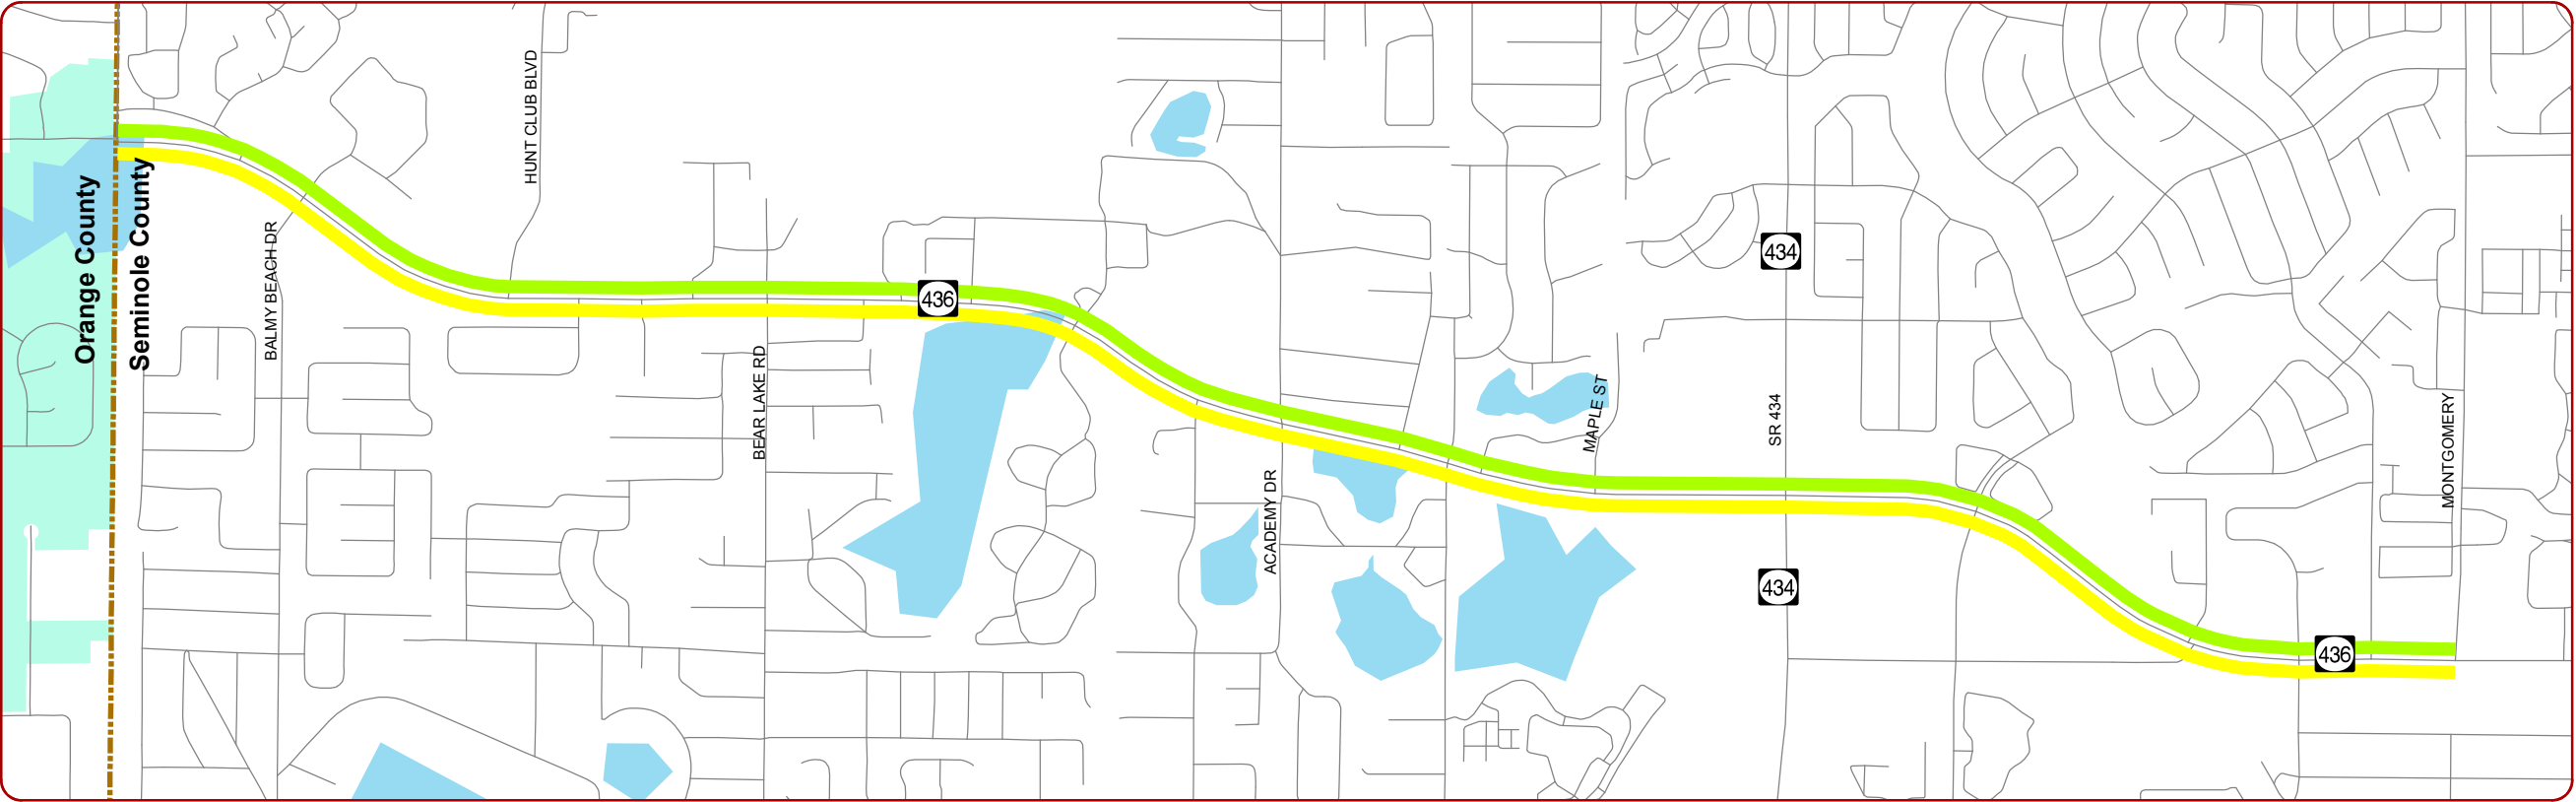 Orange County
Seminole County
BALMY BEACH DR
HUNT CLUB BLVD
BEAR LAKE RD
436
ACADEMY DR
MAPLE ST
434
SR 434
434
436
MONTGOMERY